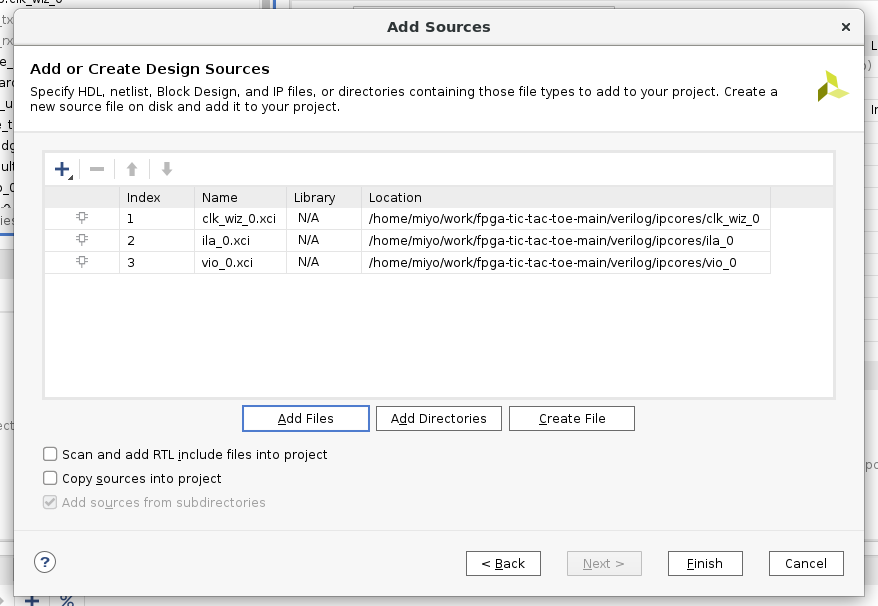 Add Sources
Add or Create Design Sources
Specify HDL, netlist, Block Design, and IP files, or directories containing those file types to add to your project. Create a
new source file on disk and add it to your project.
Index Name Library Location
1 clk_wiz_0.xci N/A /home/miyo/work/fpga-tic-tac-toe-main/verilog/ipcores/clk_wiz_0
2 ila_0.xci N/A /home/miyo/work/fpga-tic-tac-toe-main/verilog/ipcores/ila_0
3 vio_0.xci N/A /home/miyo/work/fpga-tic-tac-toe-main/verilog/ipcores/vio_0
Add Files Add Directories Create File
Scan and add RTL include files into project
Copy sources into project
Add sources from subdirectories
? < Back Next > Finish Cancel